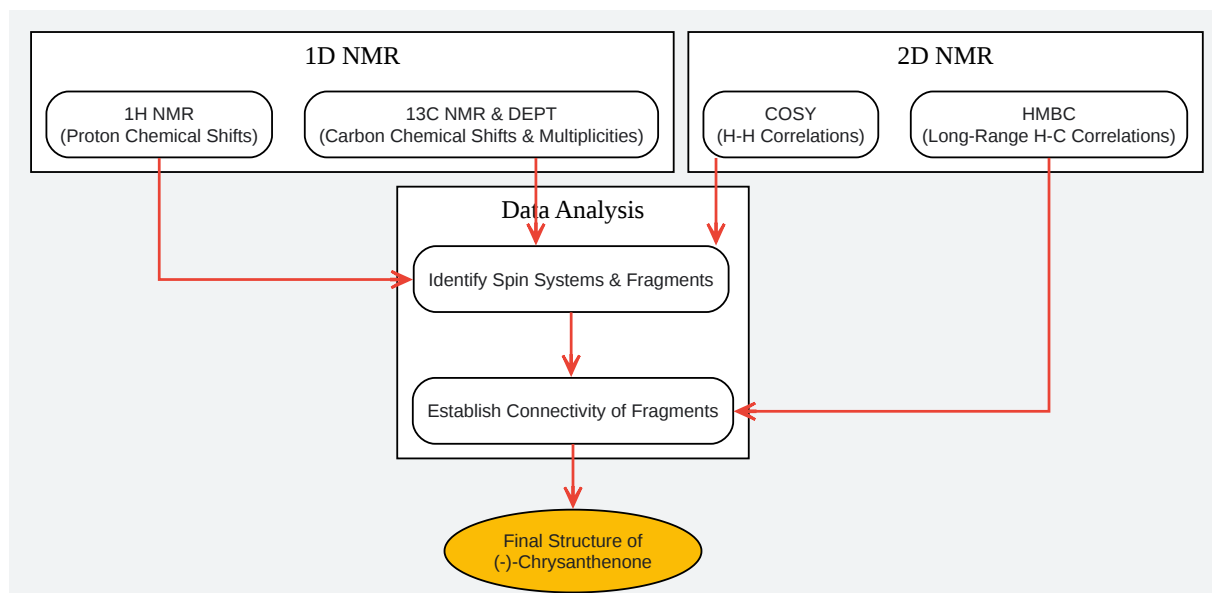 1D NMR
1H NMR
(Proton Chemical Shifts)
13C NMR & DEPT
(Carbon Chemical Shifts & Multiplicities)
2D NMR
COSY
(H-H Correlations)
HMBC
(Long-Range H-C Correlations)
Data Analysis
Identify Spin Systems & Fragments
Establish Connectivity of Fragments
Final Structure of
(-)-Chrysanthenone